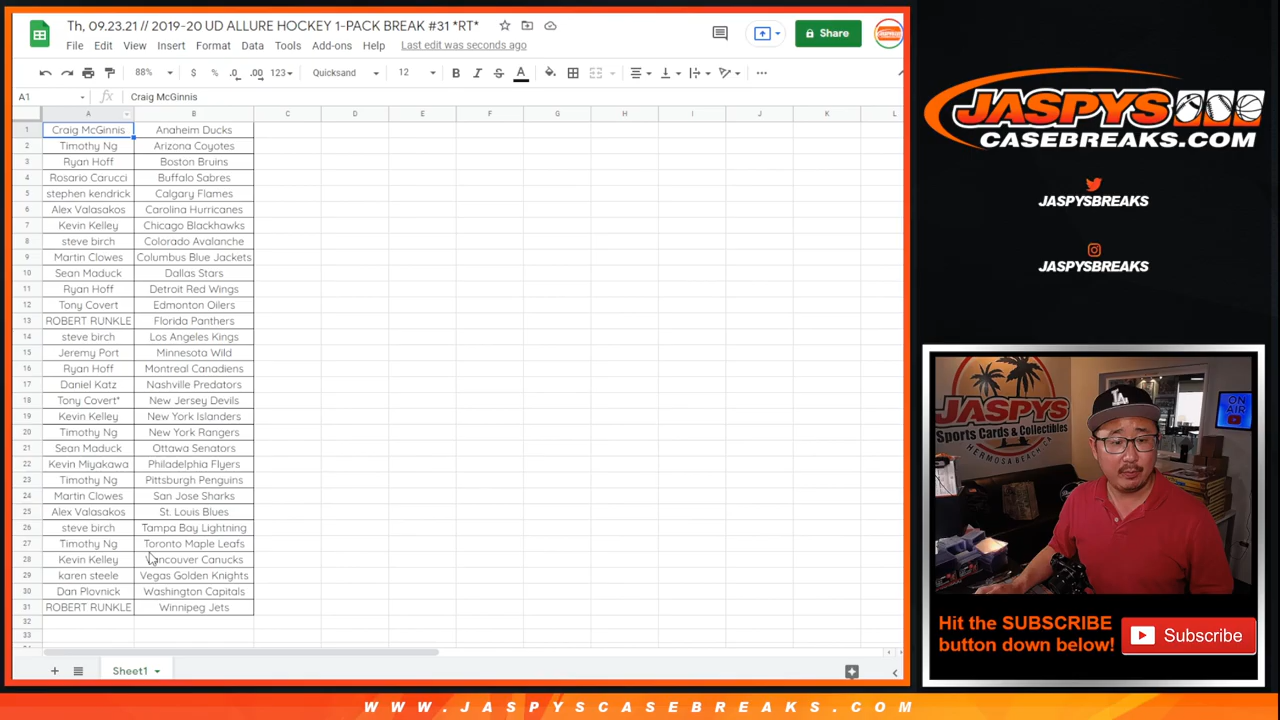 Th, 09.23.21 // 2019-20 UD ALLURE HOCKEY 1-PACK BREAK #31 *RT*
File Edit View Insert Format Data Tools Add-ons Help Last edit was seconds ago
Share
88% $ % .0 .00 123 Quicksand 12 B I S A
A1 fx Craig McGinnis
A B C D E F G H I J K L
1 Craig McGinnis Anaheim Ducks
2 Timothy Ng Arizona Coyotes
3 Ryan Hoff Boston Bruins
4 Rosario Carucci Buffalo Sabres
5 stephen kendrick Calgary Flames
6 Alex Valasakos Carolina Hurricanes
7 Kevin Kelley Chicago Blackhawks
8 steve birch Colorado Avalanche
9 Martin Clowes Columbus Blue Jackets
10 Sean Maduck Dallas Stars
11 Ryan Hoff Detroit Red Wings
12 Tony Covert Edmonton Oilers
13 ROBERT RUNKLE Florida Panthers
14 steve birch Los Angeles Kings
15 Jeremy Port Minnesota Wild
16 Ryan Hoff Montreal Canadiens
17 Daniel Katz Nashville Predators
18 Tony Covert* New Jersey Devils
19 Kevin Kelley New York Islanders
20 Timothy Ng New York Rangers
21 Sean Maduck Ottawa Senators
22 Kevin Miyakawa Philadelphia Flyers
23 Timothy Ng Pittsburgh Penguins
24 Martin Clowes San Jose Sharks
25 Alex Valasakos St. Louis Blues
26 steve birch Tampa Bay Lightning
27 Timothy Ng Toronto Maple Leafs
28 Kevin Kelley Vancouver Canucks
29 karen steele Vegas Golden Knights
30 Dan Plovnick Washington Capitals
31 ROBERT RUNKLE Winnipeg Jets
32
33
Sheet1
JASPYS
CASEBREAKS.COM
JASPYSBREAKS
JASPYSBREAKS
JASPYS
Sports Cards & Collectibles
HERMOSA BEACH, CA
LA
ON AIR
Hit the SUBSCRIBE
button down below!
Subscribe
WWW.JASPYSCASEBREAKS.COM